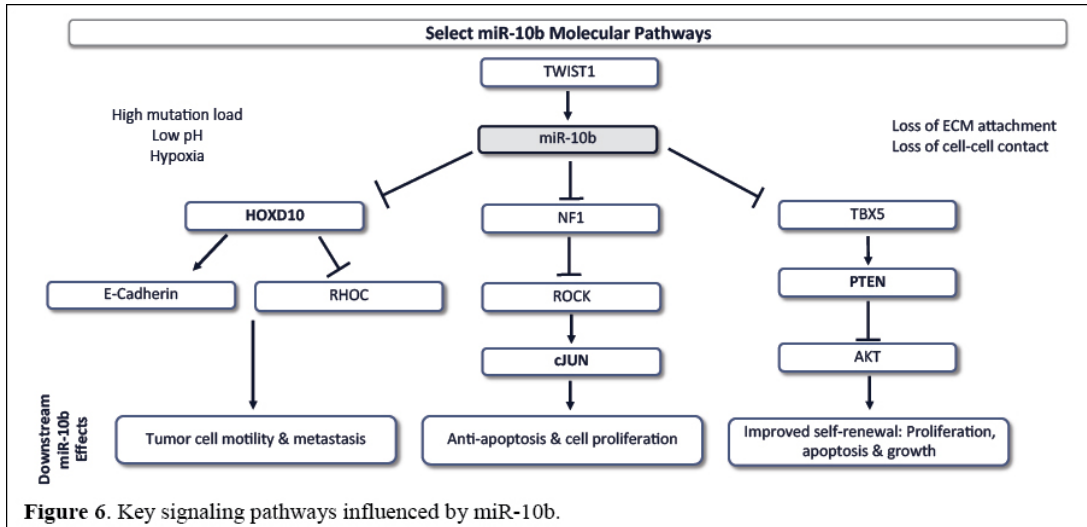 Select miR-10b Molecular Pathways
TWIST1
High mutation load
Low pH
Hypoxia
miR-10b
Loss of ECM attachment
Loss of cell-cell contact
HOXD10
NF1
TBX5
E-Cadherin
RHOC
ROCK
PTEN
cJUN
AKT
Downstream
miR-10b
Effects
Tumor cell motility & metastasis
Anti-apoptosis & cell proliferation
Improved self-renewal: Proliferation,
apoptosis & growth
Figure 6. Key signaling pathways influenced by miR-10b.